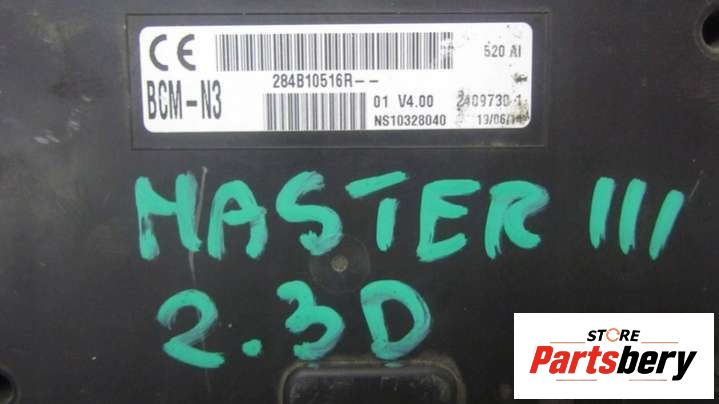 CE 520 AI
284B10516R--
BCM-N3 01 V4.00
NS10328040
MASTER III
2.3D
STORE
Partsbery